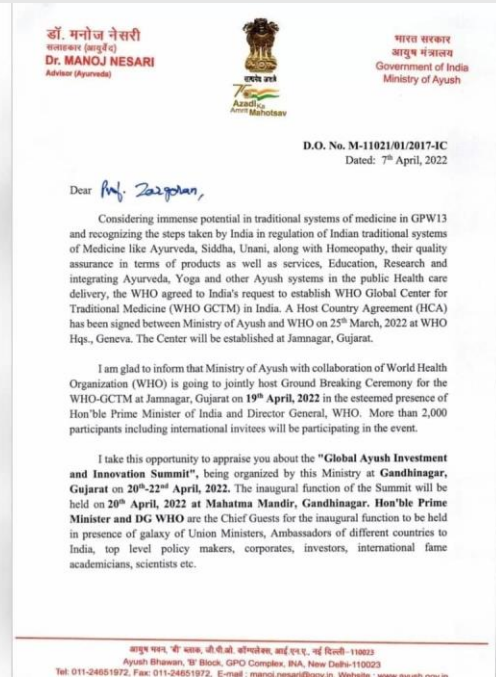 डॉ. मनोज नेसरी
सलाहकार (आयुर्वेद)
Dr. MANOJ NESARI
Advisor (Ayurveda)
सत्यमेव जयते
75
Azadi Ka
Amrit Mahotsav
भारत सरकार
आयुष मंत्रालय
Government of India
Ministry of Ayush
D.O. No. M-11021/01/2017-IC
Dated: 7th April, 2022
Dear Prof. Zargaran,
Considering immense potential in traditional systems of medicine in GPW13
and recognizing the steps taken by India in regulation of Indian traditional systems
of Medicine like Ayurveda, Siddha, Unani, along with Homeopathy, their quality
assurance in terms of products as well as services, Education, Research and
integrating Ayurveda, Yoga and other Ayush systems in the public Health care
delivery, the WHO agreed to India's request to establish WHO Global Center for
Traditional Medicine (WHO GCTM) in India. A Host Country Agreement (HCA)
has been signed between Ministry of Ayush and WHO on 25th March, 2022 at WHO
Hqs., Geneva. The Center will be established at Jamnagar, Gujarat.
I am glad to inform that Ministry of Ayush with collaboration of World Health
Organization (WHO) is going to jointly host Ground Breaking Ceremony for the
WHO-GCTM at Jamnagar, Gujarat on 19th April, 2022 in the esteemed presence of
Hon'ble Prime Minister of India and Director General, WHO. More than 2,000
participants including international invitees will be participating in the event.
I take this opportunity to appraise you about the "Global Ayush Investment
and Innovation Summit", being organized by this Ministry at Gandhinagar,
Gujarat on 20th-22nd April, 2022. The inaugural function of the Summit will be
held on 20th April, 2022 at Mahatma Mandir, Gandhinagar. Hon'ble Prime
Minister and DG WHO are the Chief Guests for the inaugural function to be held
in presence of galaxy of Union Ministers, Ambassadors of different countries to
India, top level policy makers, corporates, investors, international fame
academicians, scientists etc.
आयुष भवन, 'बी' ब्लाक, जी.पी.ओ. कॉम्पलेक्स, आई.एन.ए., नई दिल्ली-110023
Ayush Bhawan, 'B' Block, GPO Complex, INA, New Delhi-110023
Tel: 011-24651972, Fax: 011-24651972, E-mail : manoj.nesari@gov.in, Website : www.ayush.gov.in